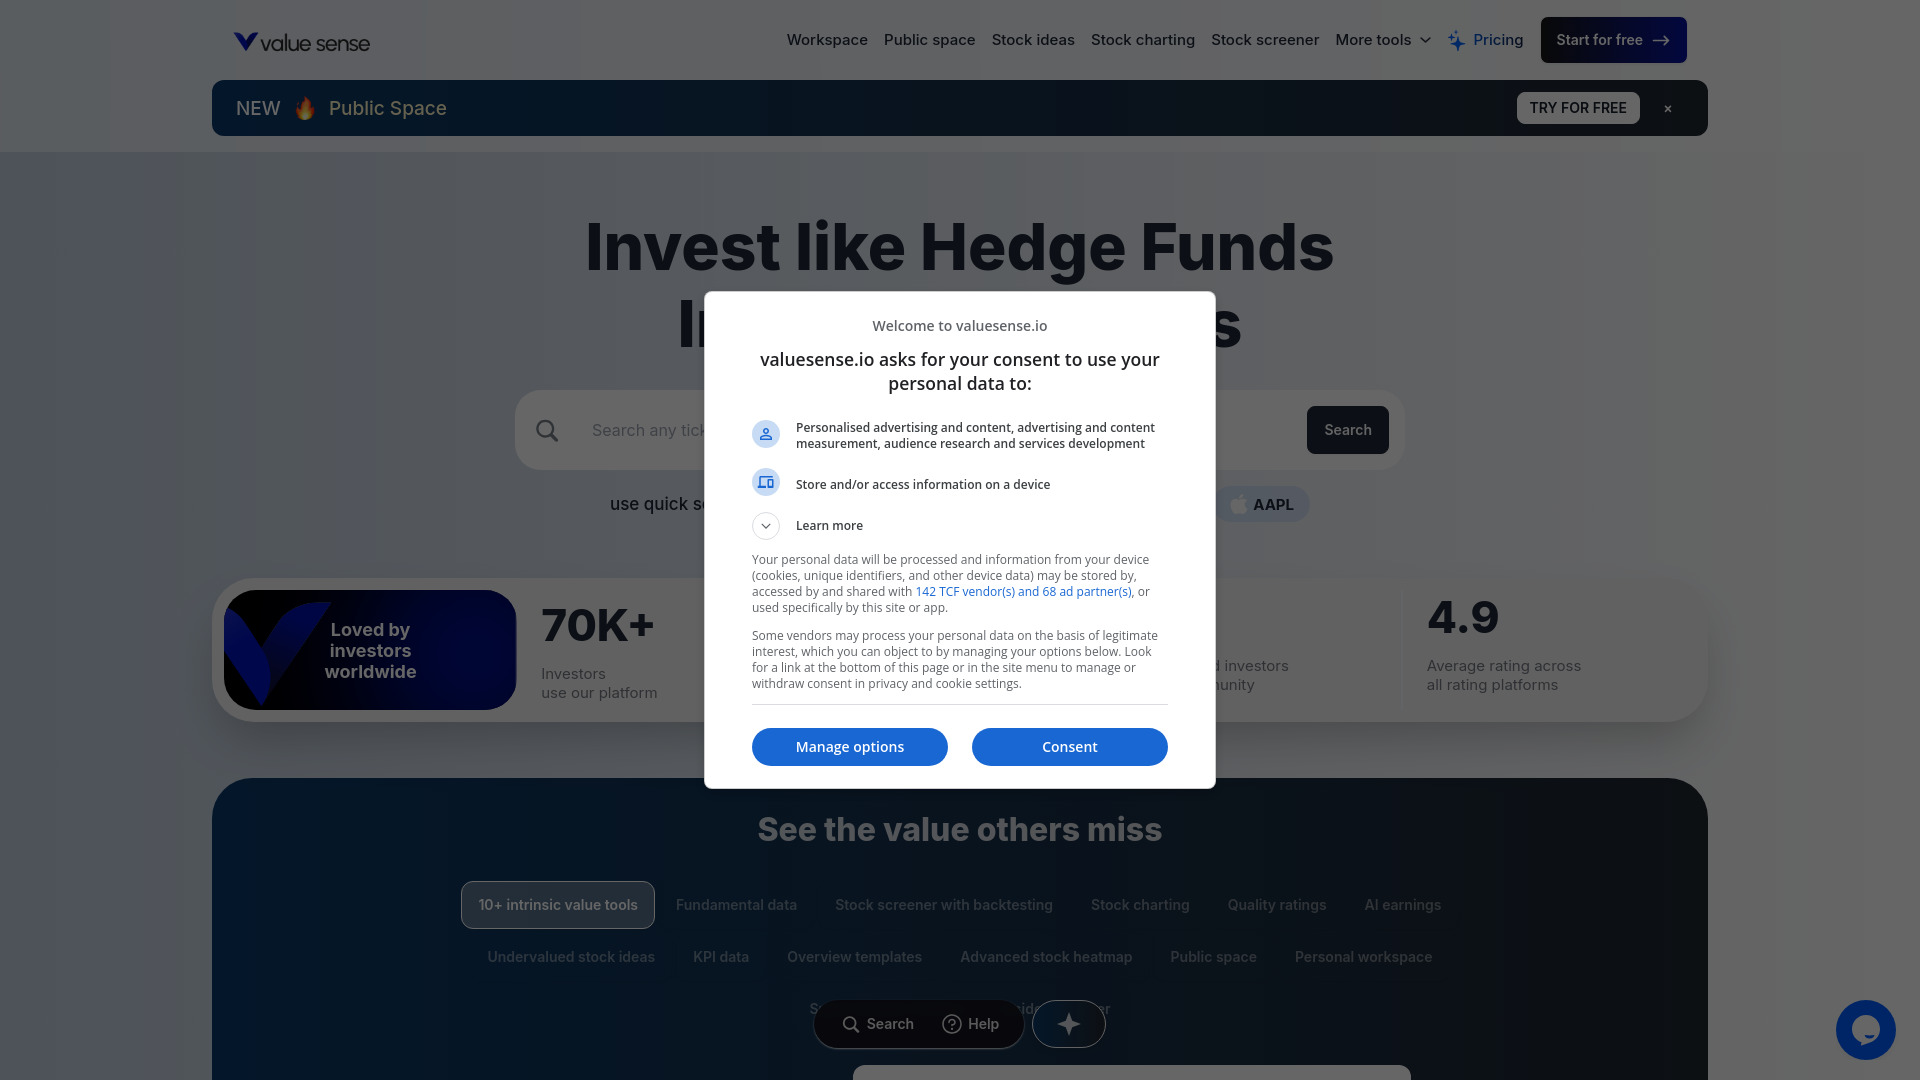 value sense
Workspace
Public space
Stock ideas
Stock charting
Stock screener
More tools
Pricing
Start for free
NEW 🔥 Public Space
TRY FOR FREE
×
Invest like Hedge Funds
s
Search any
Search
use quick
AAPL
Loved by
investors
worldwide
70K+
Investors
use our platform
investors
4.9
Average rating across
all rating platforms
Welcome to valuesense.io
valuesense.io asks for your consent to use your
personal data to:
Personalised advertising and content, advertising and content
measurement, audience research and services development
Store and/or access information on a device
Learn more
Your personal data will be processed and information from your device
(cookies, unique identifiers, and other device data) may be stored by,
accessed by and shared with 142 TCF vendor(s) and 68 ad partner(s), or
used specifically by this site or app.
Some vendors may process your personal data on the basis of legitimate
interest, which you can object to by managing your options below. Look
for a link at the bottom of this page or in the site menu to manage or
withdraw consent in privacy and cookie settings.
Manage options
Consent
See the value others miss
10+ intrinsic value tools
Fundamental data
Stock screener with backtesting
Stock charting
Quality ratings
AI earnings
Undervalued stock ideas
KPI data
Overview templates
Advanced stock heatmap
Public space
Personal workspace
Search
Help